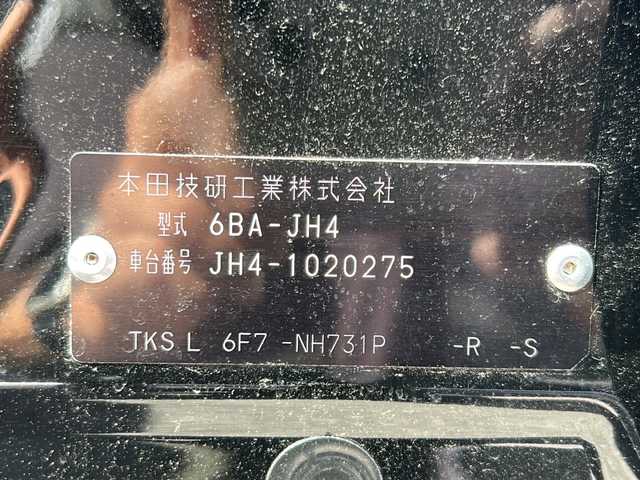 本田技研工業株式会社
型式 6BA-JH4
車台番号 JH4-1020275
TKS L 6F7 -NH731P -R -S